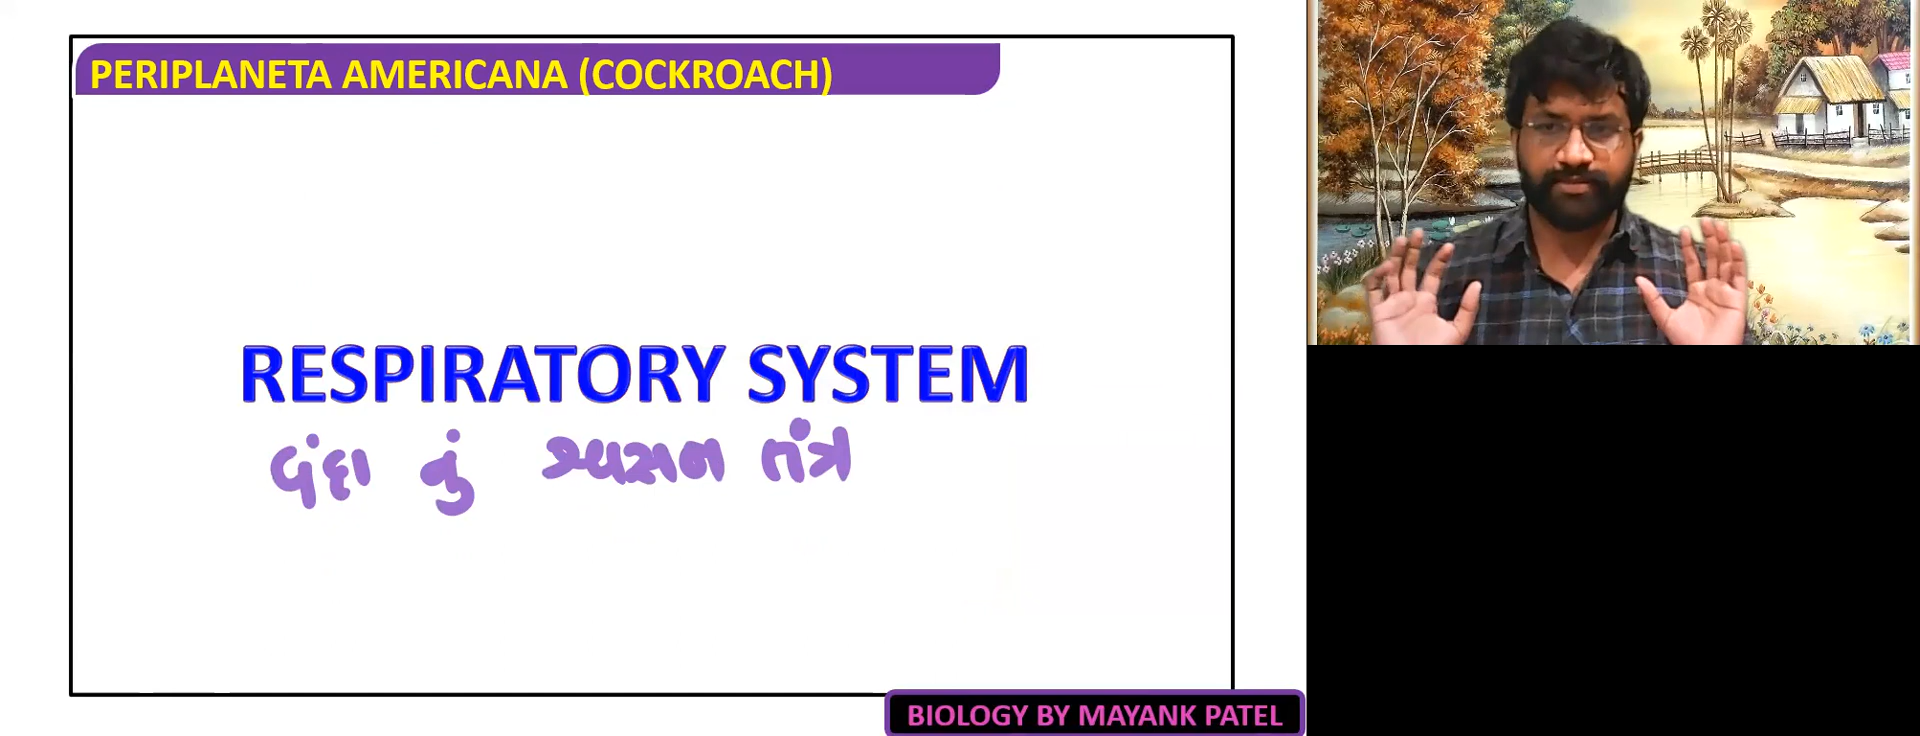 PERIPLANETA AMERICANA (COCKROACH)
RESPIRATORY SYSTEM
વંદા નું શ્વસન તંત્ર
BIOLOGY BY MAYANK PATEL